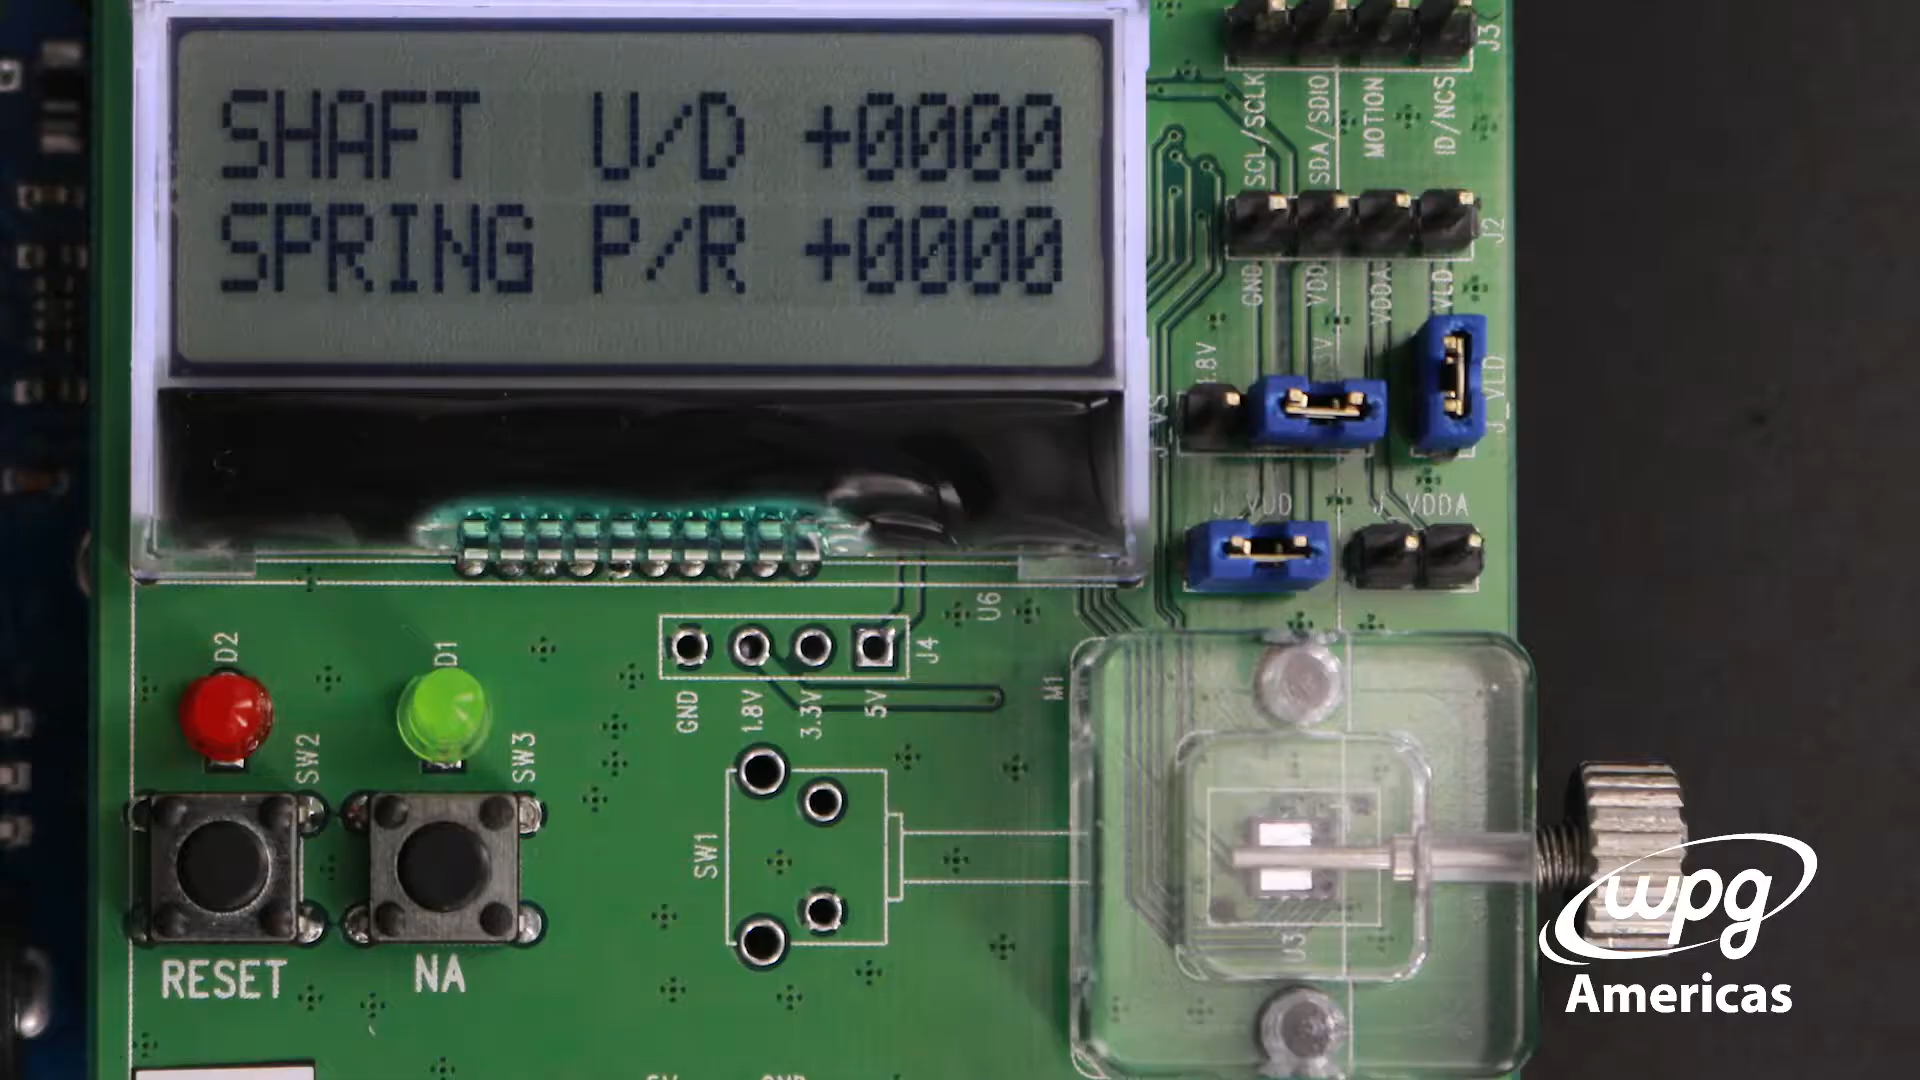 SHAFT U/D +0000
SPRING P/R +0000
J3
SCL/SCLK
SDA/SDIO
MOTION
ID/NCS
J2
GND
VDD
VDDA
VLD
1.8V
J_VS
J_VLD
J_VDD
J_VDDA
U6
D2
D1
J4
GND
1.8V
3.3V
5V
M1
SW2
SW3
SW1
U3
RESET
NA
wpg
Americas